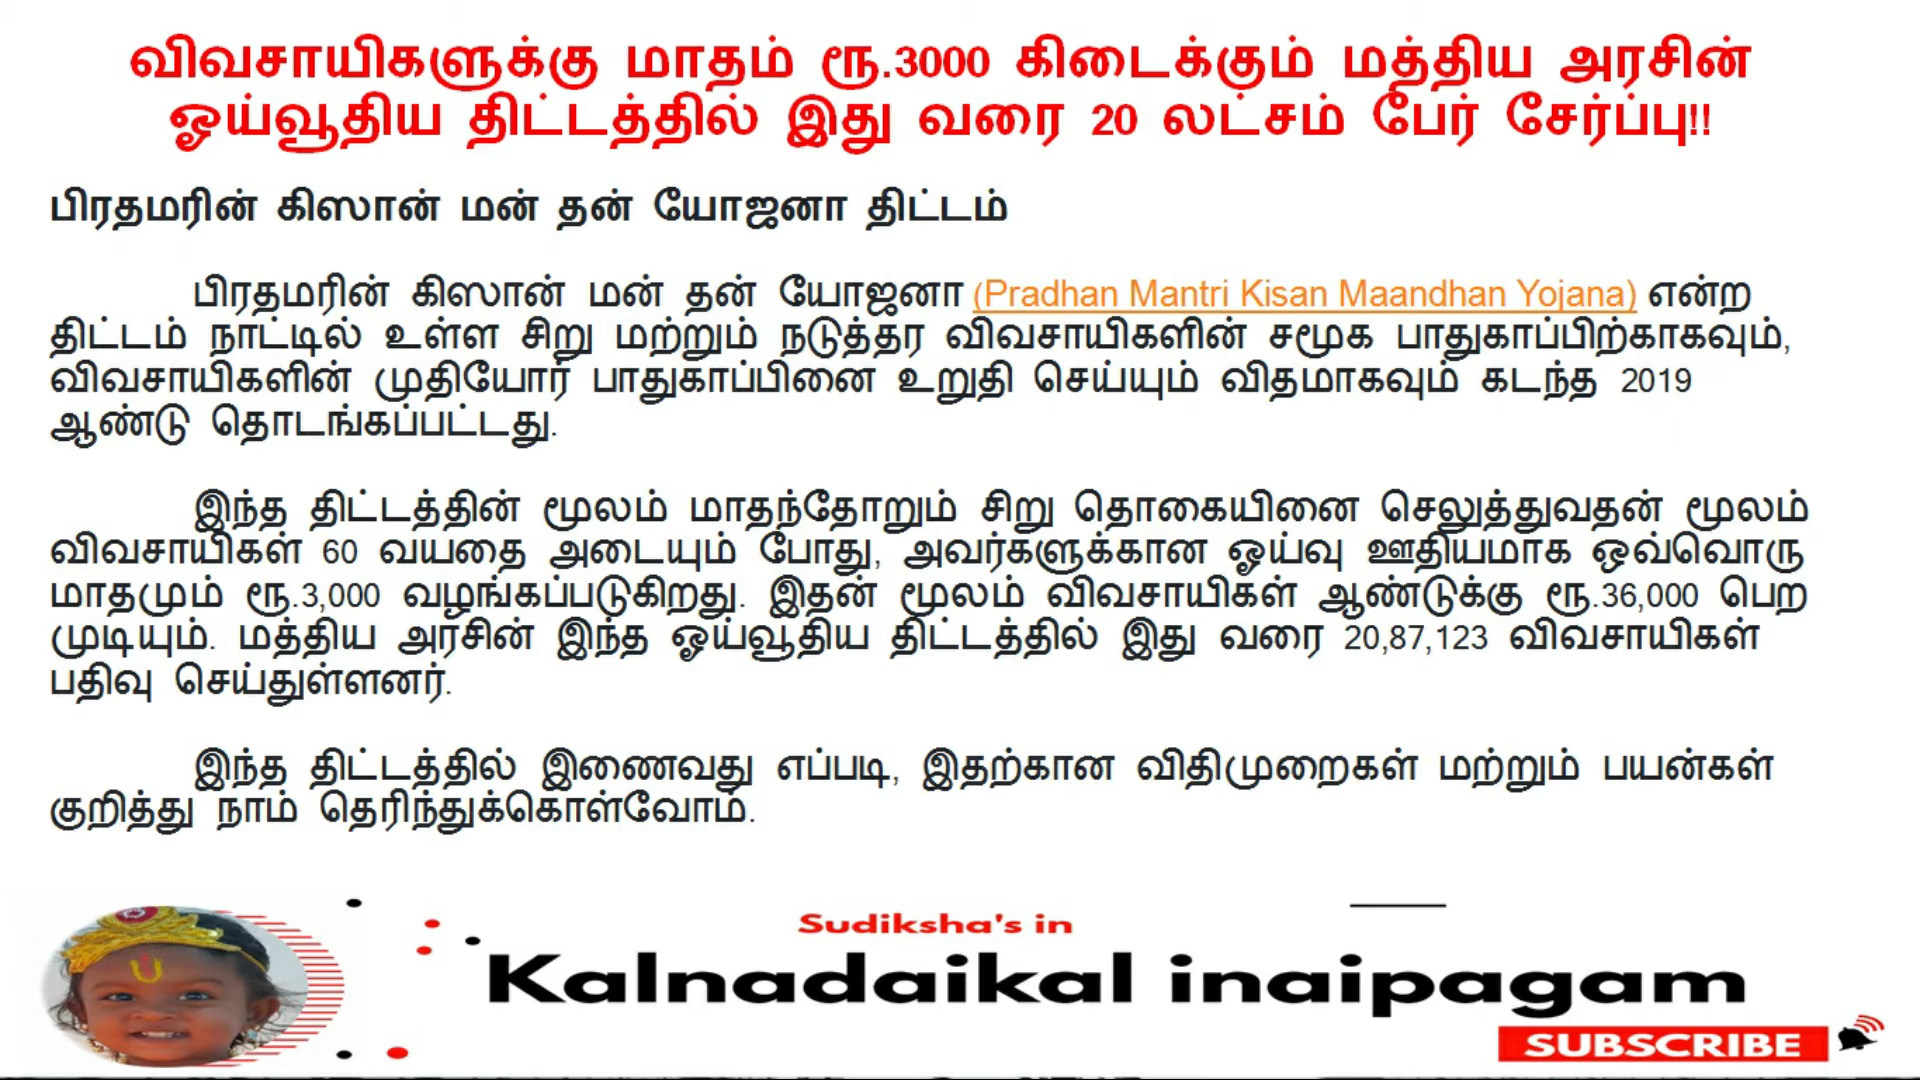 விவசாயிகளுக்கு மாதம் ரூ.3000 கிடைக்கும் மத்திய அரசின்
ஓய்வூதிய திட்டத்தில் இது வரை 20 லட்சம் பேர் சேர்ப்பு!!
பிரதமரின் கிஸான் மன் தன் யோஜனா திட்டம்
பிரதமரின் கிஸான் மன் தன் யோஜனா (Pradhan Mantri Kisan Maandhan Yojana) என்ற
திட்டம் நாட்டில் உள்ள சிறு மற்றும் நடுத்தர விவசாயிகளின் சமூக பாதுகாப்பிற்காகவும்,
விவசாயிகளின் முதியோர் பாதுகாப்பினை உறுதி செய்யும் விதமாகவும் கடந்த 2019
ஆண்டு தொடங்கப்பட்டது.
இந்த திட்டத்தின் மூலம் மாதந்தோறும் சிறு தொகையினை செலுத்துவதன் மூலம்
விவசாயிகள் 60 வயதை அடையும் போது, அவர்களுக்கான ஓய்வு ஊதியமாக ஒவ்வொரு
மாதமும் ரூ.3,000 வழங்கப்படுகிறது. இதன் மூலம் விவசாயிகள் ஆண்டுக்கு ரூ.36,000 பெற
முடியும். மத்திய அரசின் இந்த ஓய்வூதிய திட்டத்தில் இது வரை 20,87,123 விவசாயிகள்
பதிவு செய்துள்ளனர்.
இந்த திட்டத்தில் இணைவது எப்படி, இதற்கான விதிமுறைகள் மற்றும் பயன்கள்
குறித்து நாம் தெரிந்துக்கொள்வோம்.
Sudiksha's in
Kalnadaikal inaipagam
SUBSCRIBE